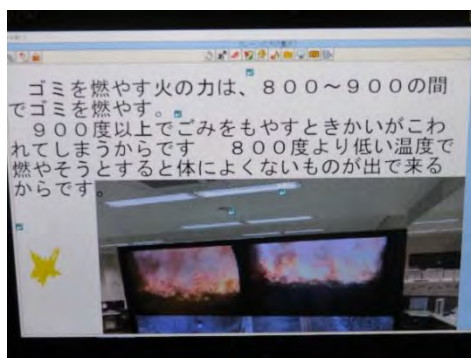 ゴミを燃やす火の力は、８００～９００の間
でゴミを燃やす。
　９００度以上でごみをもやすときかいがこわ
れてしまうからです　８００度より低い温度で
燃やそうとすると体によくないものが出で来る
からです。